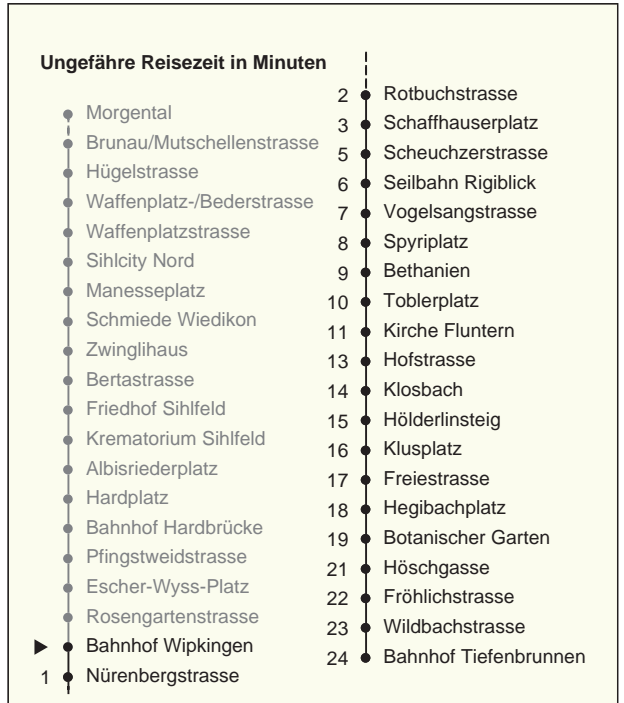 Ungefähre Reisezeit in Minuten
Morgental
Brunau/Mutschellenstrasse
Hügelstrasse
Waffenplatz-/Bederstrasse
Waffenplatzstrasse
Sihlcity Nord
Manesseplatz
Schmiede Wiedikon
Zwinglihaus
Bertastrasse
Friedhof Sihlfeld
Krematorium Sihlfeld
Albisriederplatz
Hardplatz
Bahnhof Hardbrücke
Pfingstweidstrasse
Escher-Wyss-Platz
Rosengartenstrasse
Bahnhof Wipkingen
1 Nürenbergstrasse
2 Rotbuchstrasse
3 Schaffhauserplatz
5 Scheuchzerstrasse
6 Seilbahn Rigiblick
7 Vogelsangstrasse
8 Spyriplatz
9 Bethanien
10 Toblerplatz
11 Kirche Fluntern
13 Hofstrasse
14 Klosbach
15 Hölderlinsteig
16 Klusplatz
17 Freiestrasse
18 Hegibachplatz
19 Botanischer Garten
21 Höschgasse
22 Fröhlichstrasse
23 Wildbachstrasse
24 Bahnhof Tiefenbrunnen